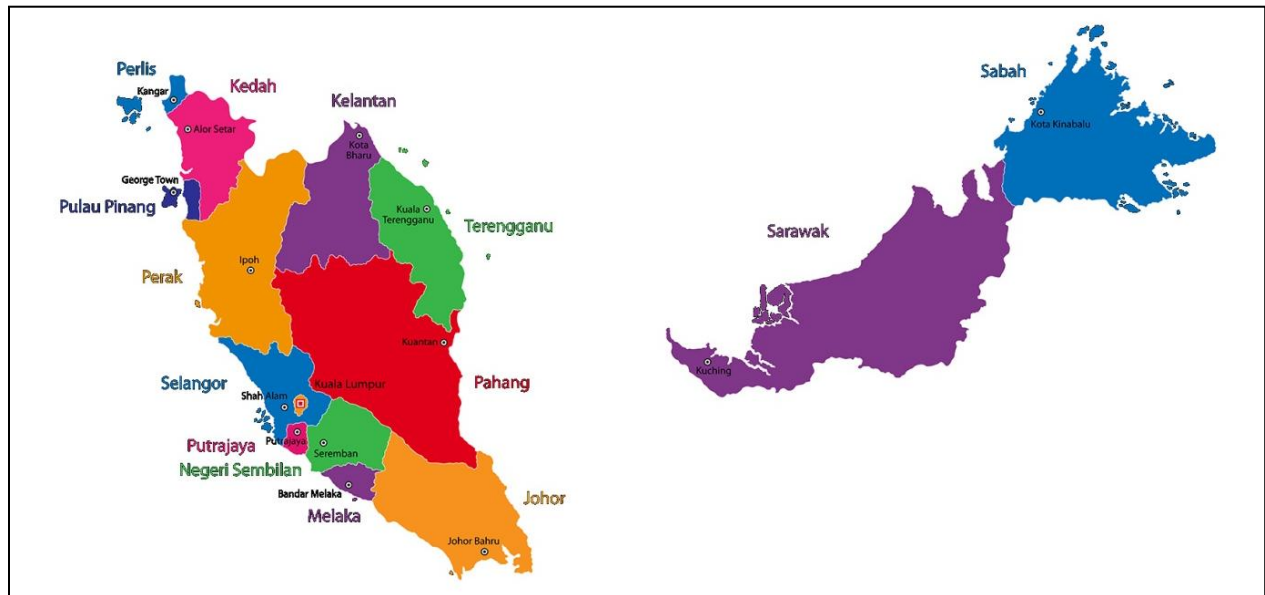 Perlis
Kangar
Kedah
Alor Setar
Kelantan
Kota
Bharu
George Town
Pulau Pinang
Kuala
Terengganu
Terengganu
Ipoh
Perak
Kuantan
Selangor
Kuala Lumpur
Pahang
Shah Alam
Putrajaya
Putrajaya
Seremban
Negeri Sembilan
Bandar Melaka
Melaka
Johor
Johor Bahru
Sabah
Kota Kinabalu
Sarawak
Kuching